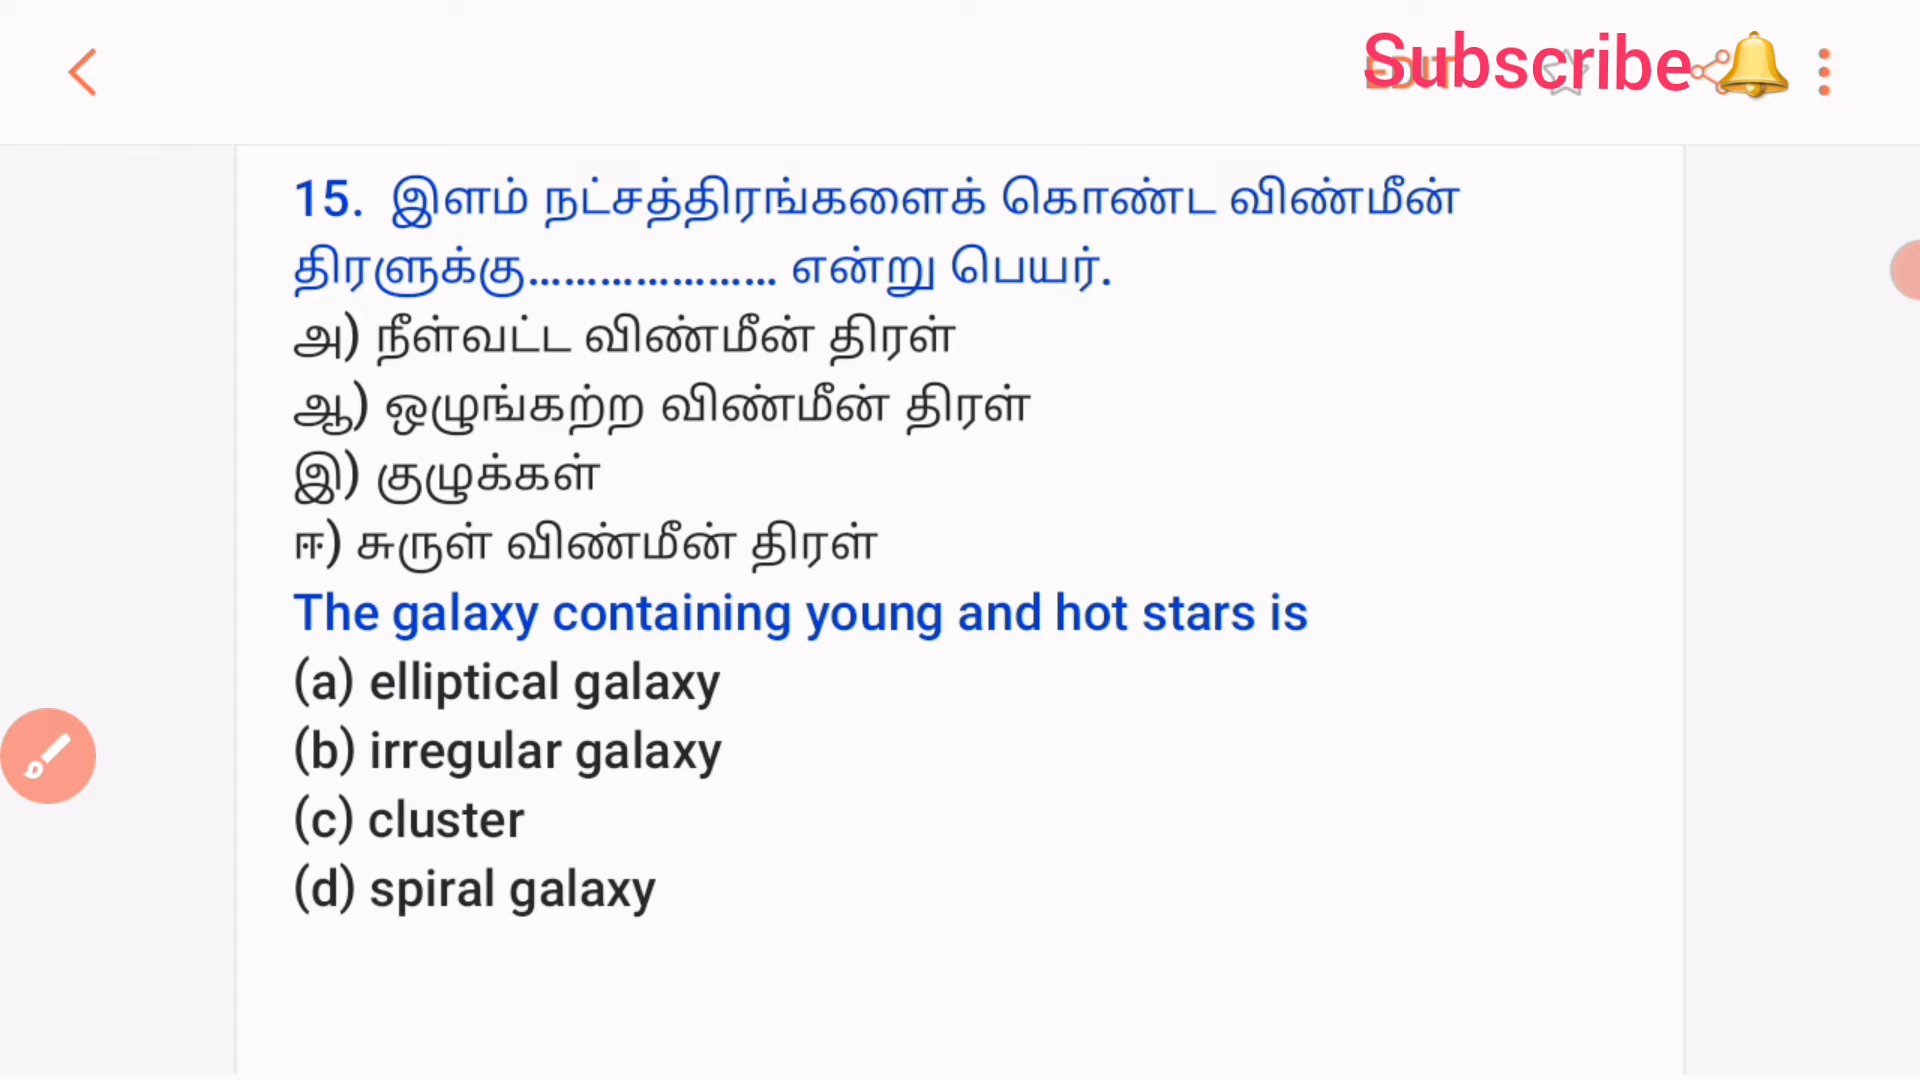 Subscribe🔔
EDIT
15. இளம் நட்சத்திரங்களைக் கொண்ட விண்மீன்
திரளுக்கு..................... என்று பெயர்.
அ) நீள்வட்ட விண்மீன் திரள்
ஆ) ஒழுங்கற்ற விண்மீன் திரள்
இ) குழுக்கள்
ஈ) சுருள் விண்மீன் திரள்
The galaxy containing young and hot stars is
(a) elliptical galaxy
(b) irregular galaxy
(c) cluster
(d) spiral galaxy